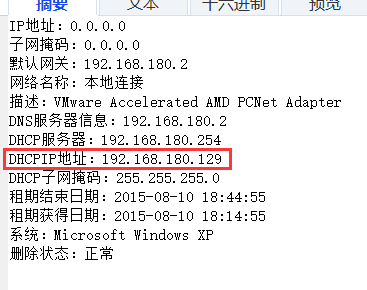 摘要 文本 十六进制 预览
IP地址：0.0.0.0
子网掩码：0.0.0.0
默认网关：192.168.180.2
网络名称：本地连接
描述：VMware Accelerated AMD PCNet Adapter
DNS服务器信息：192.168.180.2
DHCP服务器：192.168.180.254
DHCPIP地址：192.168.180.129
DHCP子网掩码：255.255.255.0
租期结束日期：2015-08-10 18:44:55
租期获得日期：2015-08-10 18:14:55
系统：Microsoft Windows XP
删除状态：正常